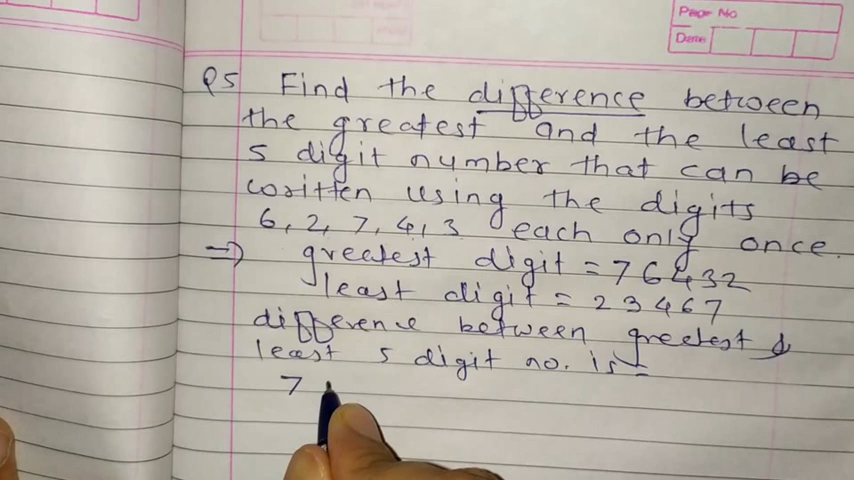 Page No
Date
Q5 Find the difference between
the greatest and the least
5 digit number that can be
written using the digits
6, 2, 7, 4, 3 each only once.
⇒ greatest digit = 76432
least digit = 23467
difference between greatest &
least 5 digit no. is =
7